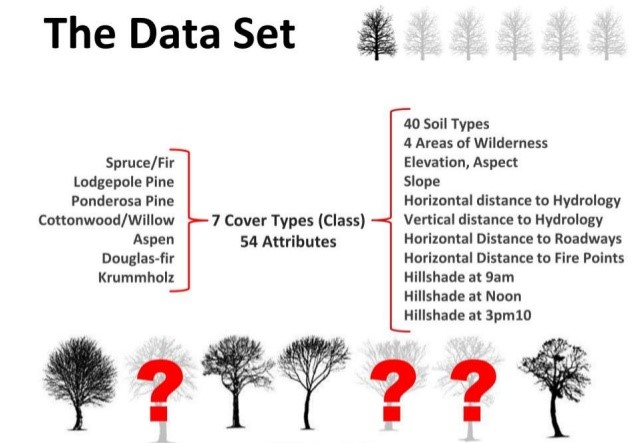 The Data Set
Spruce/Fir
Lodgepole Pine
Ponderosa Pine
Cottonwood/Willow
Aspen
Douglas-fir
Krummholz
7 Cover Types (Class)
54 Attributes
40 Soil Types
4 Areas of Wilderness
Elevation, Aspect
Slope
Horizontal distance to Hydrology
Vertical distance to Hydrology
Horizontal Distance to Roadways
Horizontal Distance to Fire Points
Hillshade at 9am
Hillshade at Noon
Hillshade at 3pm10
? ? ?